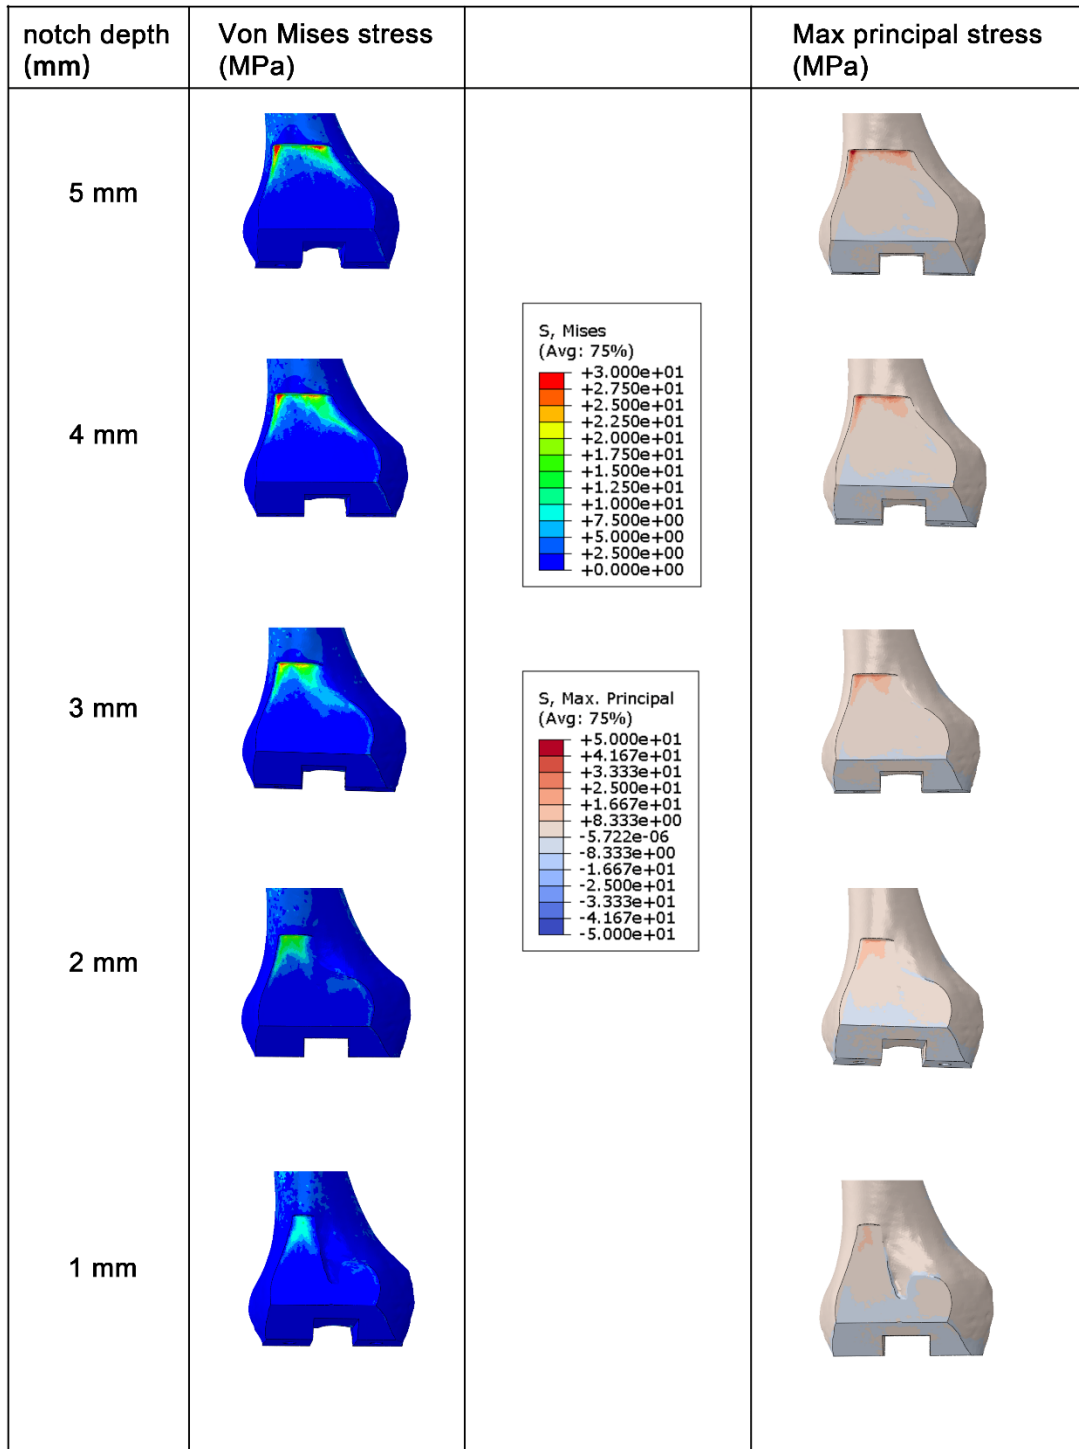 notch depth
(mm)
Von Mises stress
(MPa)
Max principal stress
(MPa)
5 mm
4 mm
3 mm
2 mm
1 mm
S, Mises
(Avg: 75%)
+3.000e+01
+2.750e+01
+2.500e+01
+2.250e+01
+2.000e+01
+1.750e+01
+1.500e+01
+1.250e+01
+1.000e+01
+7.500e+00
+5.000e+00
+2.500e+00
+0.000e+00
S, Max. Principal
(Avg: 75%)
+5.000e+01
+4.167e+01
+3.333e+01
+2.500e+01
+1.667e+01
+8.333e+00
-5.722e-06
-8.333e+00
-1.667e+01
-2.500e+01
-3.333e+01
-4.167e+01
-5.000e+01